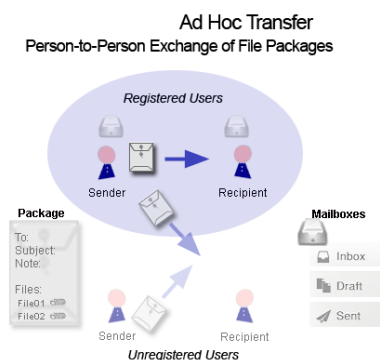 Ad Hoc Transfer
Person-to-Person Exchange of File Packages
Registered Users
Sender
Recipient
Package
To:
Subject:
Note:
Files:
File01
File02
Mailboxes
Inbox
Draft
Sent
Sender
Recipient
Unregistered Users